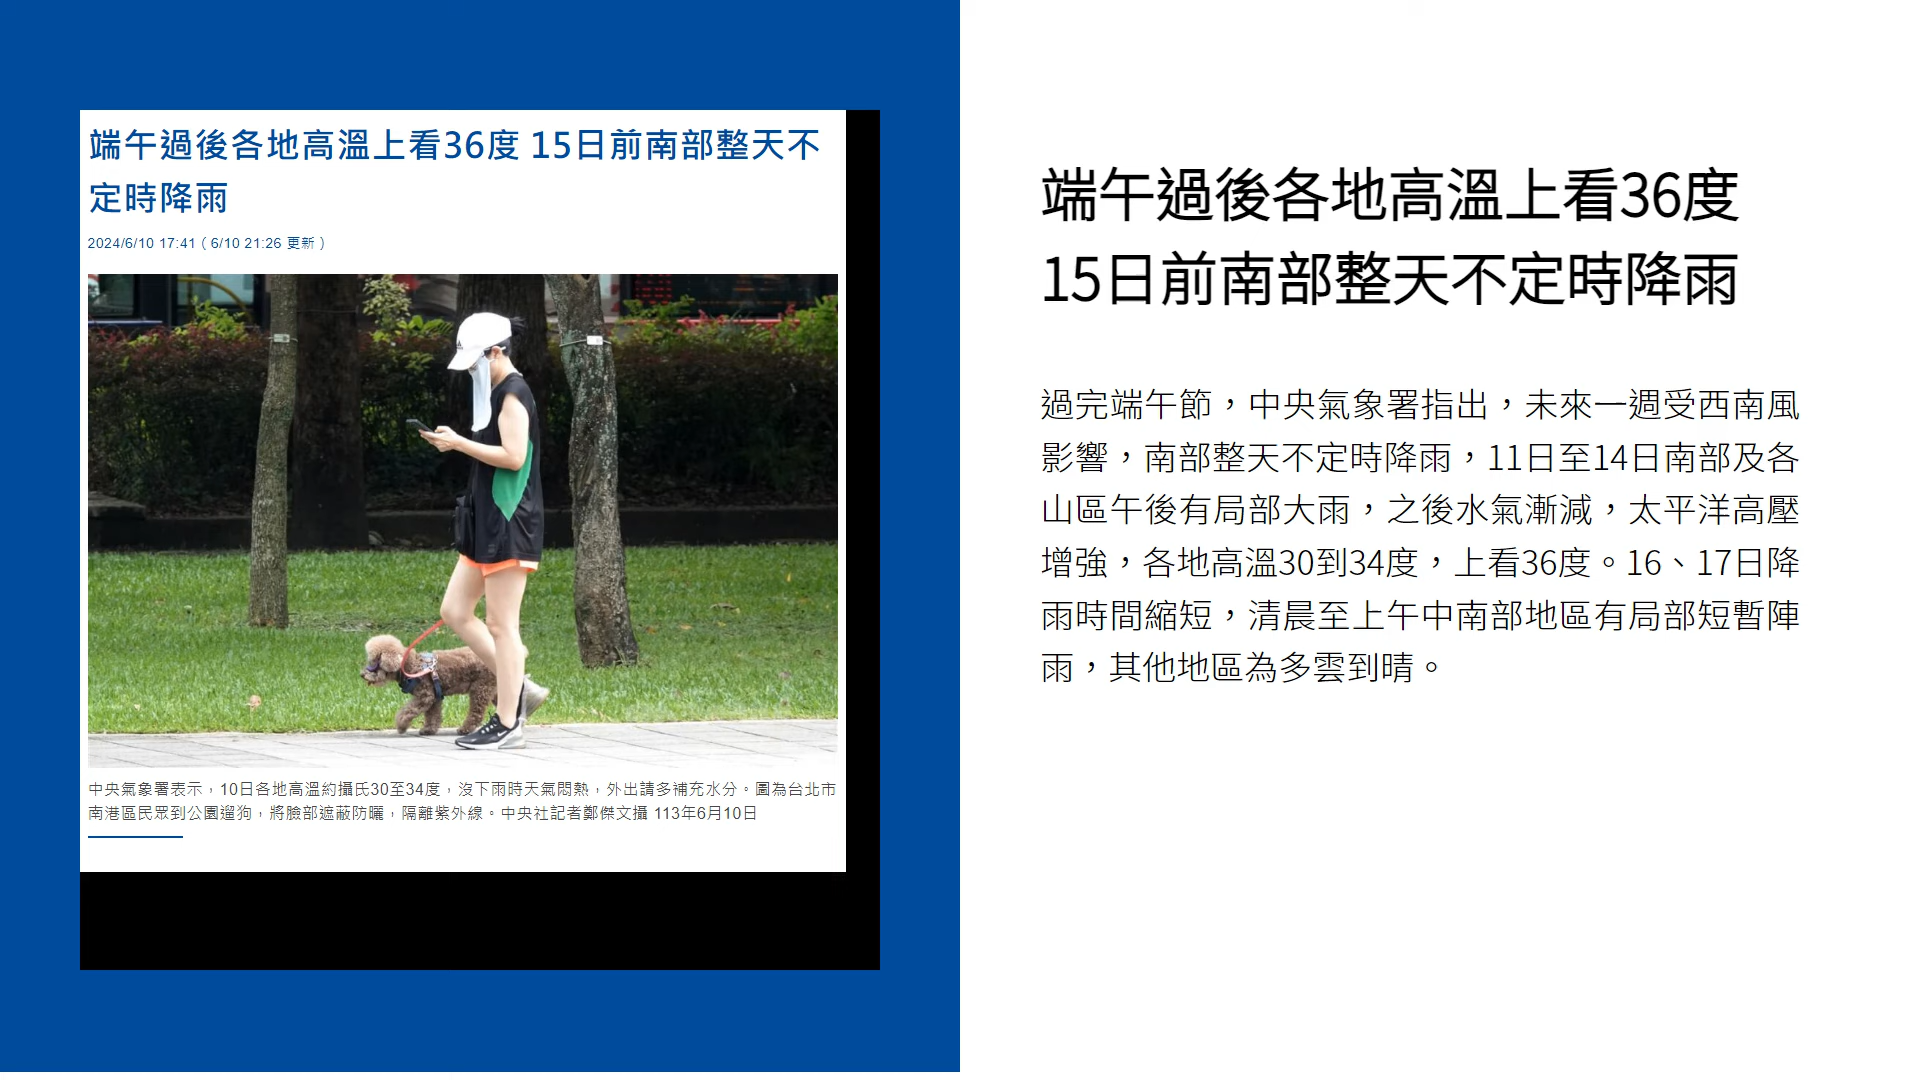 端午過後各地高溫上看36度 15日前南部整天不
定時降雨
2024/6/10 17:41（6/10 21:26 更新）
中央氣象署表示，10日各地高溫約攝氏30至34度，沒下雨時天氣悶熱，外出請多補充水分。圖為台北市
南港區民眾到公園遛狗，將臉部遮蔽防曬，隔離紫外線。中央社記者鄭傑文攝 113年6月10日
端午過後各地高溫上看36度
15日前南部整天不定時降雨
過完端午節，中央氣象署指出，未來一週受西南風
影響，南部整天不定時降雨，11日至14日南部及各
山區午後有局部大雨，之後水氣漸減，太平洋高壓
增強，各地高溫30到34度，上看36度。16、17日降
雨時間縮短，清晨至上午中南部地區有局部短暫陣
雨，其他地區為多雲到晴。